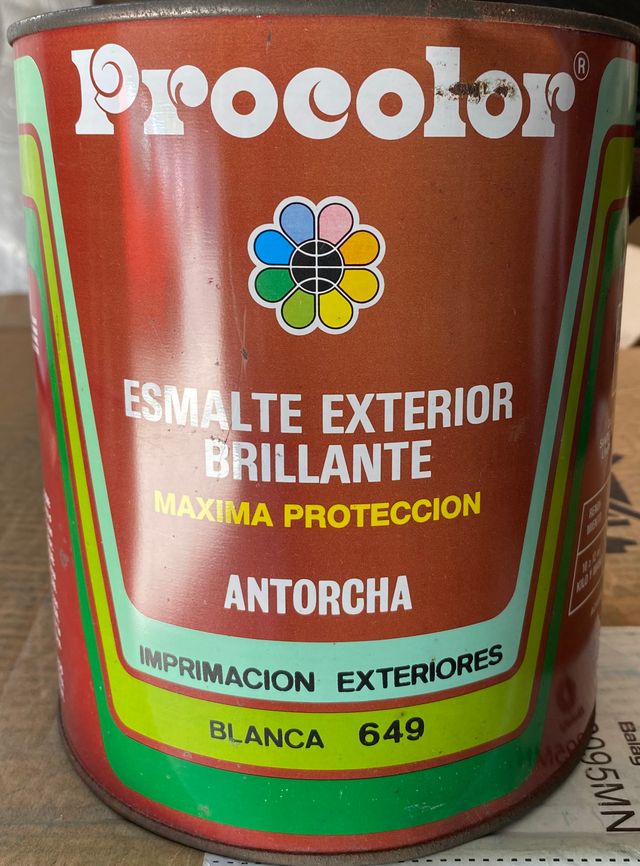 Procolor®
ESMALTE EXTERIOR
BRILLANTE
MAXIMA PROTECCION
ANTORCHA
IMPRIMACION EXTERIORES
BLANCA 649